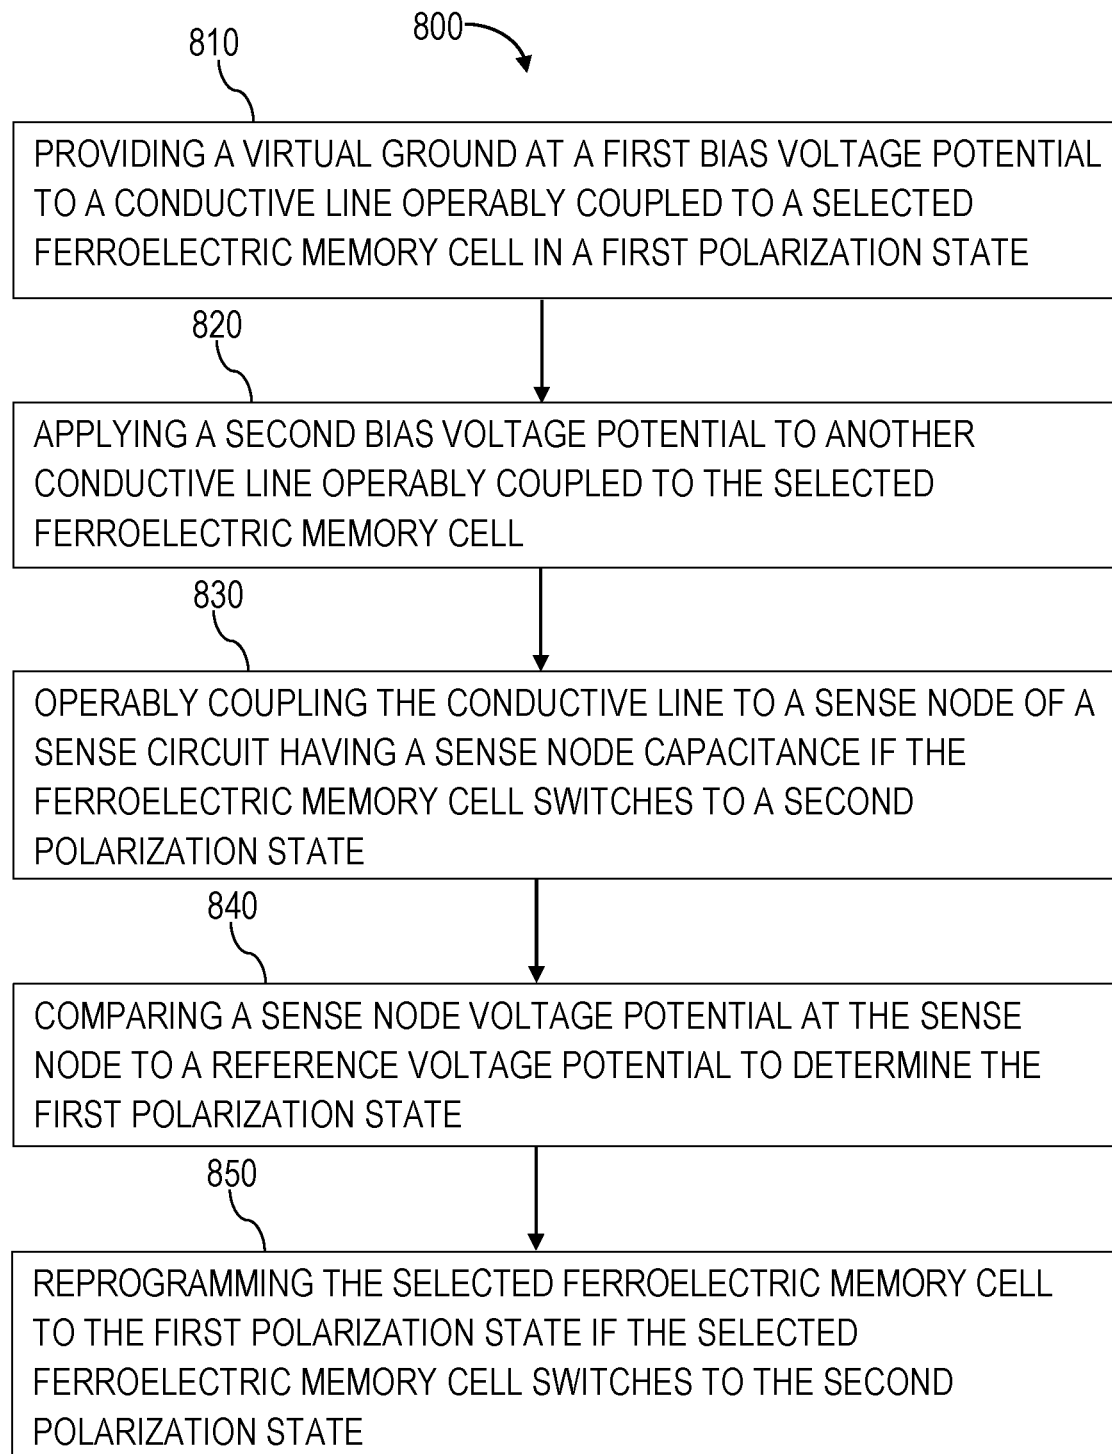 800
810
PROVIDING A VIRTUAL GROUND AT A FIRST BIAS VOLTAGE POTENTIAL
TO A CONDUCTIVE LINE OPERABLY COUPLED TO A SELECTED
FERROELECTRIC MEMORY CELL IN A FIRST POLARIZATION STATE
820
APPLYING A SECOND BIAS VOLTAGE POTENTIAL TO ANOTHER
CONDUCTIVE LINE OPERABLY COUPLED TO THE SELECTED
FERROELECTRIC MEMORY CELL
830
OPERABLY COUPLING THE CONDUCTIVE LINE TO A SENSE NODE OF A
SENSE CIRCUIT HAVING A SENSE NODE CAPACITANCE IF THE
FERROELECTRIC MEMORY CELL SWITCHES TO A SECOND
POLARIZATION STATE
840
COMPARING A SENSE NODE VOLTAGE POTENTIAL AT THE SENSE
NODE TO A REFERENCE VOLTAGE POTENTIAL TO DETERMINE THE
FIRST POLARIZATION STATE
850
REPROGRAMMING THE SELECTED FERROELECTRIC MEMORY CELL
TO THE FIRST POLARIZATION STATE IF THE SELECTED
FERROELECTRIC MEMORY CELL SWITCHES TO THE SECOND
POLARIZATION STATE